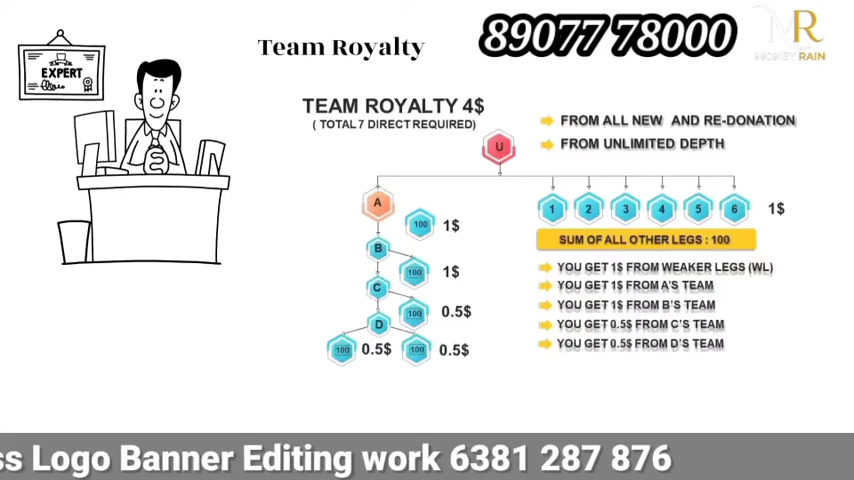 EXPERT
Team Royalty
89077 78000
MR
MONEY RAIN
TEAM ROYALTY 4$
( TOTAL 7 DIRECT REQUIRED)
FROM ALL NEW AND RE-DONATION
FROM UNLIMITED DEPTH
U
A
100 1$
B
100 1$
C
100 0.5$
D
100 0.5$ 100 0.5$
1 2 3 4 5 6 1$
SUM OF ALL OTHER LEGS : 100
YOU GET 1$ FROM WEAKER LEGS (WL)
YOU GET 1$ FROM A'S TEAM
YOU GET 1$ FROM B'S TEAM
YOU GET 0.5$ FROM C'S TEAM
YOU GET 0.5$ FROM D'S TEAM
ss Logo Banner Editing work 6381 287 876